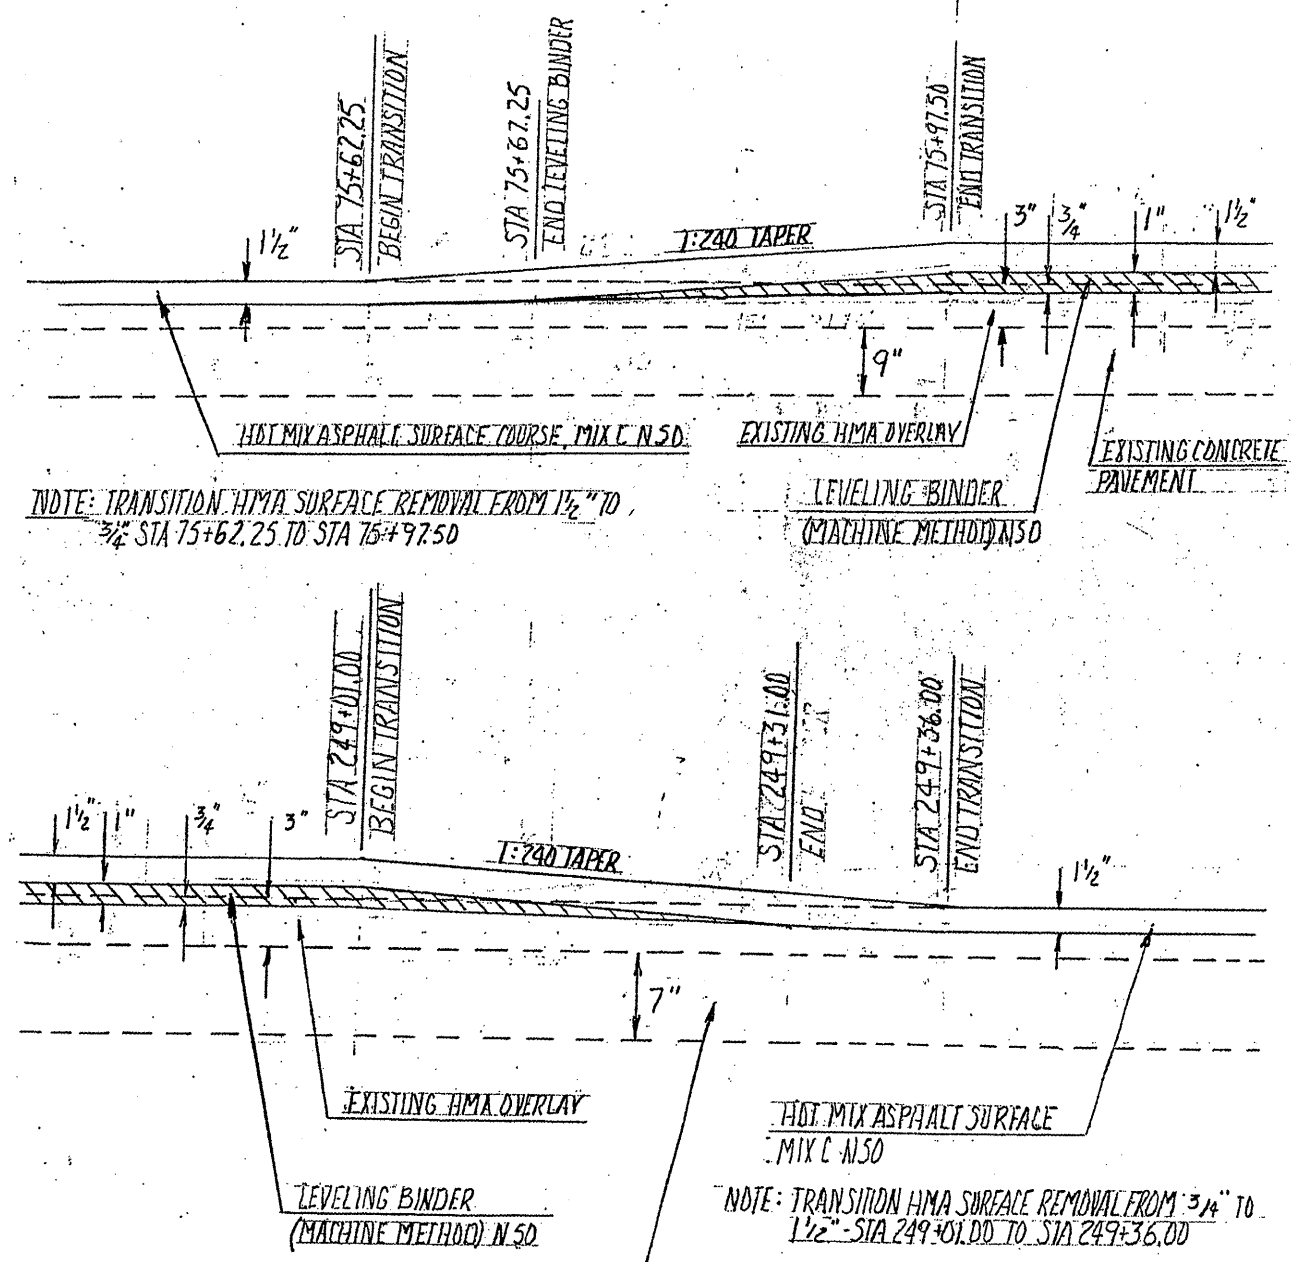 STA 75+62.25
BEGIN TRANSITION
STA 75+67.25
END LEVELING BINDER
STA 75+97.50
END TRANSITION
1½"
1:240 TAPER
3"
¾"
1"
1½"
9"
HOT MIX ASPHALT SURFACE COURSE, MIX C N50
EXISTING HMA OVERLAY
EXISTING CONCRETE
PAVEMENT
LEVELING BINDER
(MACHINE METHOD) N50
NOTE: TRANSITION HMA SURFACE REMOVAL FROM 1½" TO
¾" STA 75+62.25 TO STA 75+97.50
STA 249+01.00
BEGIN TRANSITION
STA 249+31.00
END
STA 249+36.00
END TRANSITION
1½"
1"
¾"
3"
1:240 TAPER
1½"
7"
EXISTING HMA OVERLAY
HOT MIX ASPHALT SURFACE
MIX C N50
LEVELING BINDER
(MACHINE METHOD) N50
NOTE: TRANSITION HMA SURFACE REMOVAL FROM ¾" TO
1½" - STA 249+01.00 TO STA 249+36.00